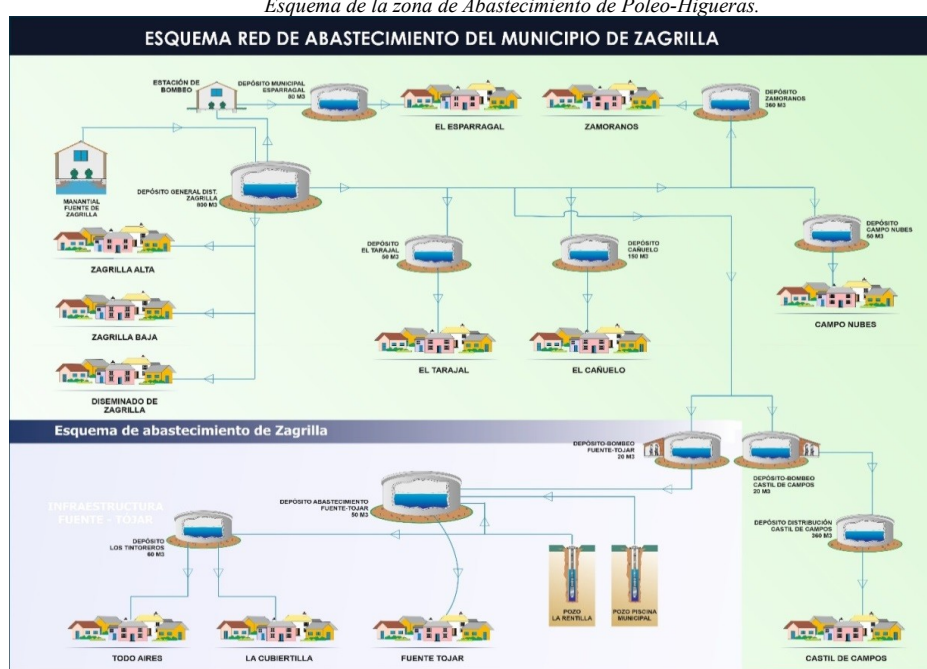 Esquema de la zona de Abastecimiento de Poleo-Higueras.
ESQUEMA RED DE ABASTECIMIENTO DEL MUNICIPIO DE ZAGRILLA
ESTACIÓN DE
BOMBEO
DEPÓSITO MUNICIPAL
ESPARRAGAL
80 M3
EL ESPARRAGAL
ZAMORANOS
DEPÓSITO
ZAMORANOS
360 M3
MANANTIAL
FUENTE DE
ZAGRILLA
DEPÓSITO GENERAL DIST.
ZAGRILLA
600 M3
ZAGRILLA ALTA
ZAGRILLA BAJA
DISEMINADO DE
ZAGRILLA
DEPÓSITO
EL TARAJAL
50 M3
EL TARAJAL
DEPÓSITO
CAÑUELO
150 M3
EL CAÑUELO
DEPÓSITO
CAMPO NUBES
50 M3
CAMPO NUBES
Esquema de abastecimiento de Zagrilla
DEPÓSITO-BOMBEO
FUENTE-TOJAR
20 M3
DEPÓSITO-BOMBEO
CASTIL DE CAMPOS
20 M3
INFRAESTRUCTURA
FUENTE - TOJAR
DEPÓSITO ABASTECIMIENTO
FUENTE-TOJAR
50 M3
DEPÓSITO
LOS TINTOREROS
60 M3
DEPÓSITO DISTRIBUCIÓN
CASTIL DE CAMPOS
360 M3
POZO
LA RENTILLA
POZO PISCINA
MUNICIPAL
TODO AIRES
LA CUBIERTILLA
FUENTE TOJAR
CASTIL DE CAMPOS